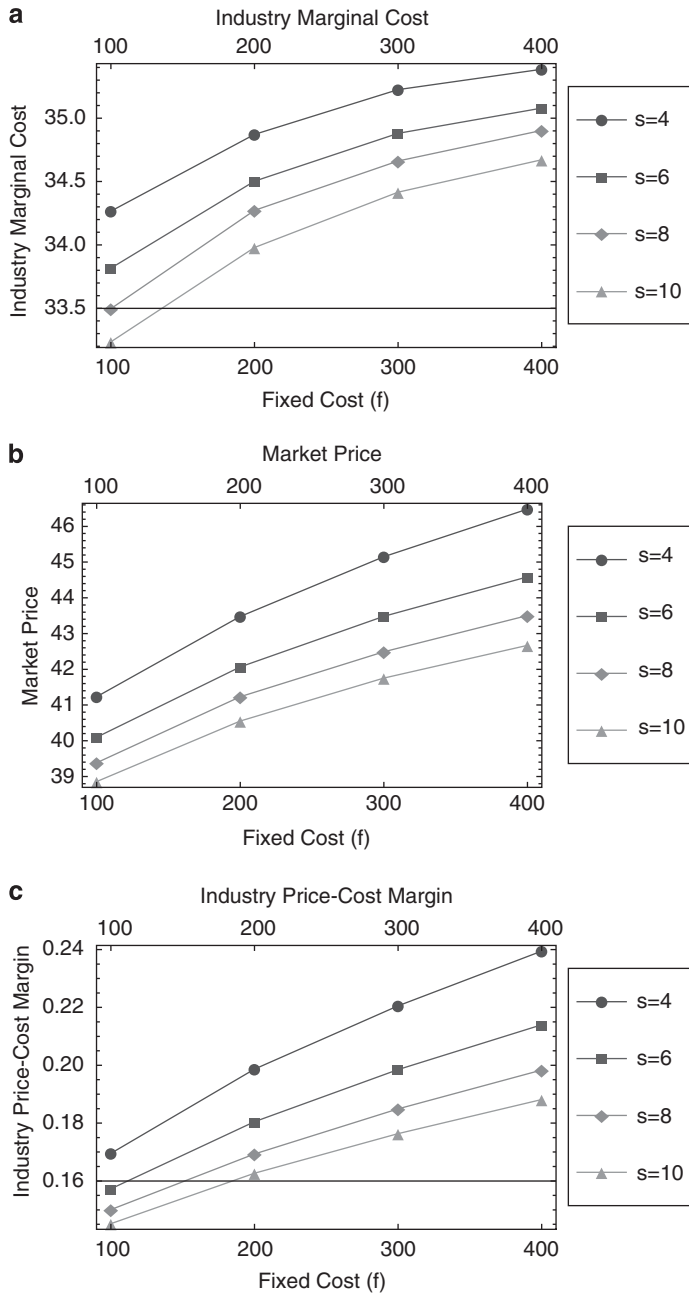 a
Industry Marginal Cost
100 200 300 400
Industry Marginal Cost
35.0
34.5
34.0
33.5
100 200 300 400
Fixed Cost (f)
s=4
s=6
s=8
s=10
b
Market Price
100 200 300 400
Market Price
46
45
44
43
42
41
40
39
100 200 300 400
Fixed Cost (f)
s=4
s=6
s=8
s=10
c
Industry Price-Cost Margin
100 200 300 400
Industry Price-Cost Margin
0.24
0.22
0.20
0.18
0.16
100 200 300 400
Fixed Cost (f)
s=4
s=6
s=8
s=10